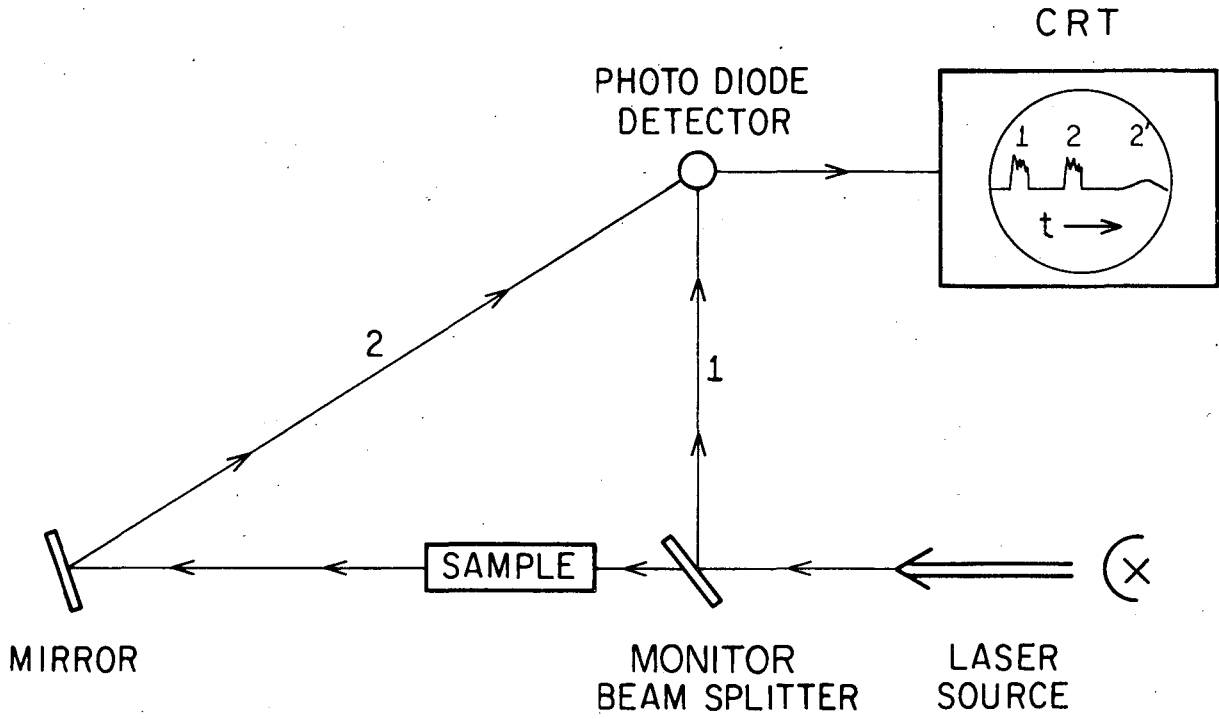 CRT
PHOTO DIODE
DETECTOR
1 2 2'
t
2
1
SAMPLE
MIRROR
MONITOR
BEAM SPLITTER
LASER
SOURCE